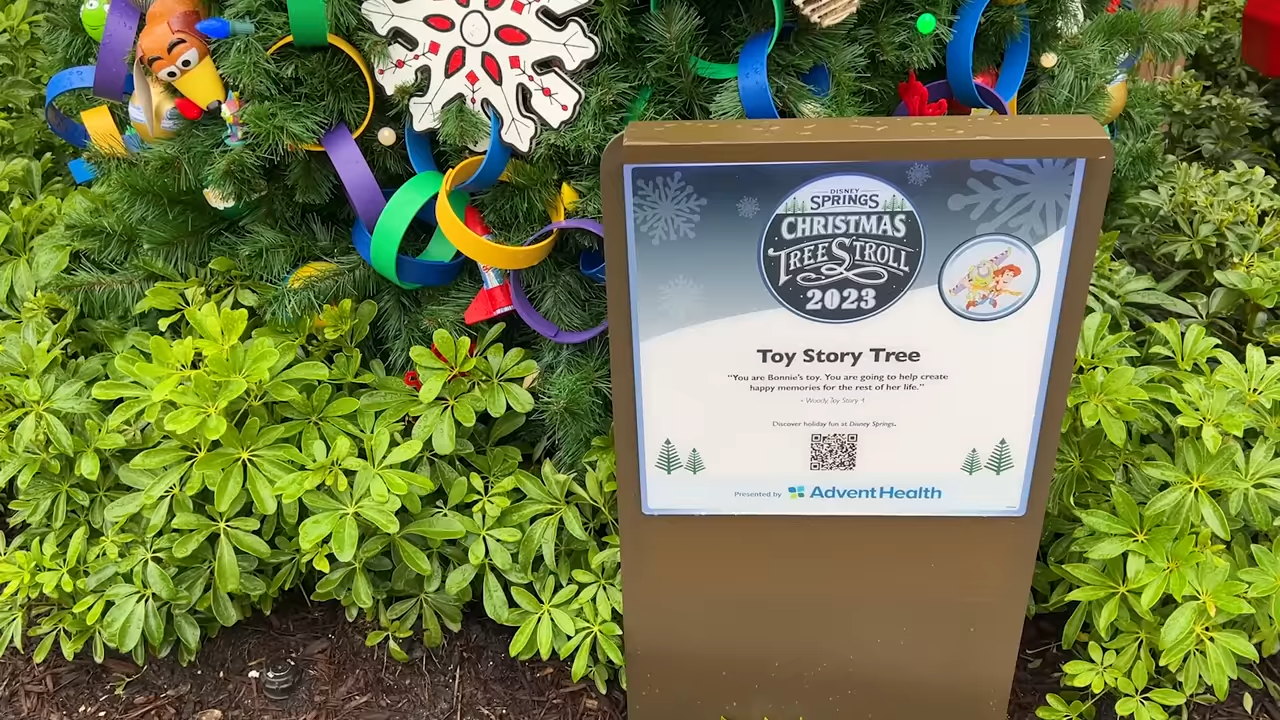 DISNEY
SPRINGS
CHRISTMAS
TREE STROLL
2023
Toy Story Tree
“You are Bonnie’s toy. You are going to help create
happy memories for the rest of her life.”
- Woody, Toy Story 4
Discover holiday fun at Disney Springs.
Presented by AdventHealth